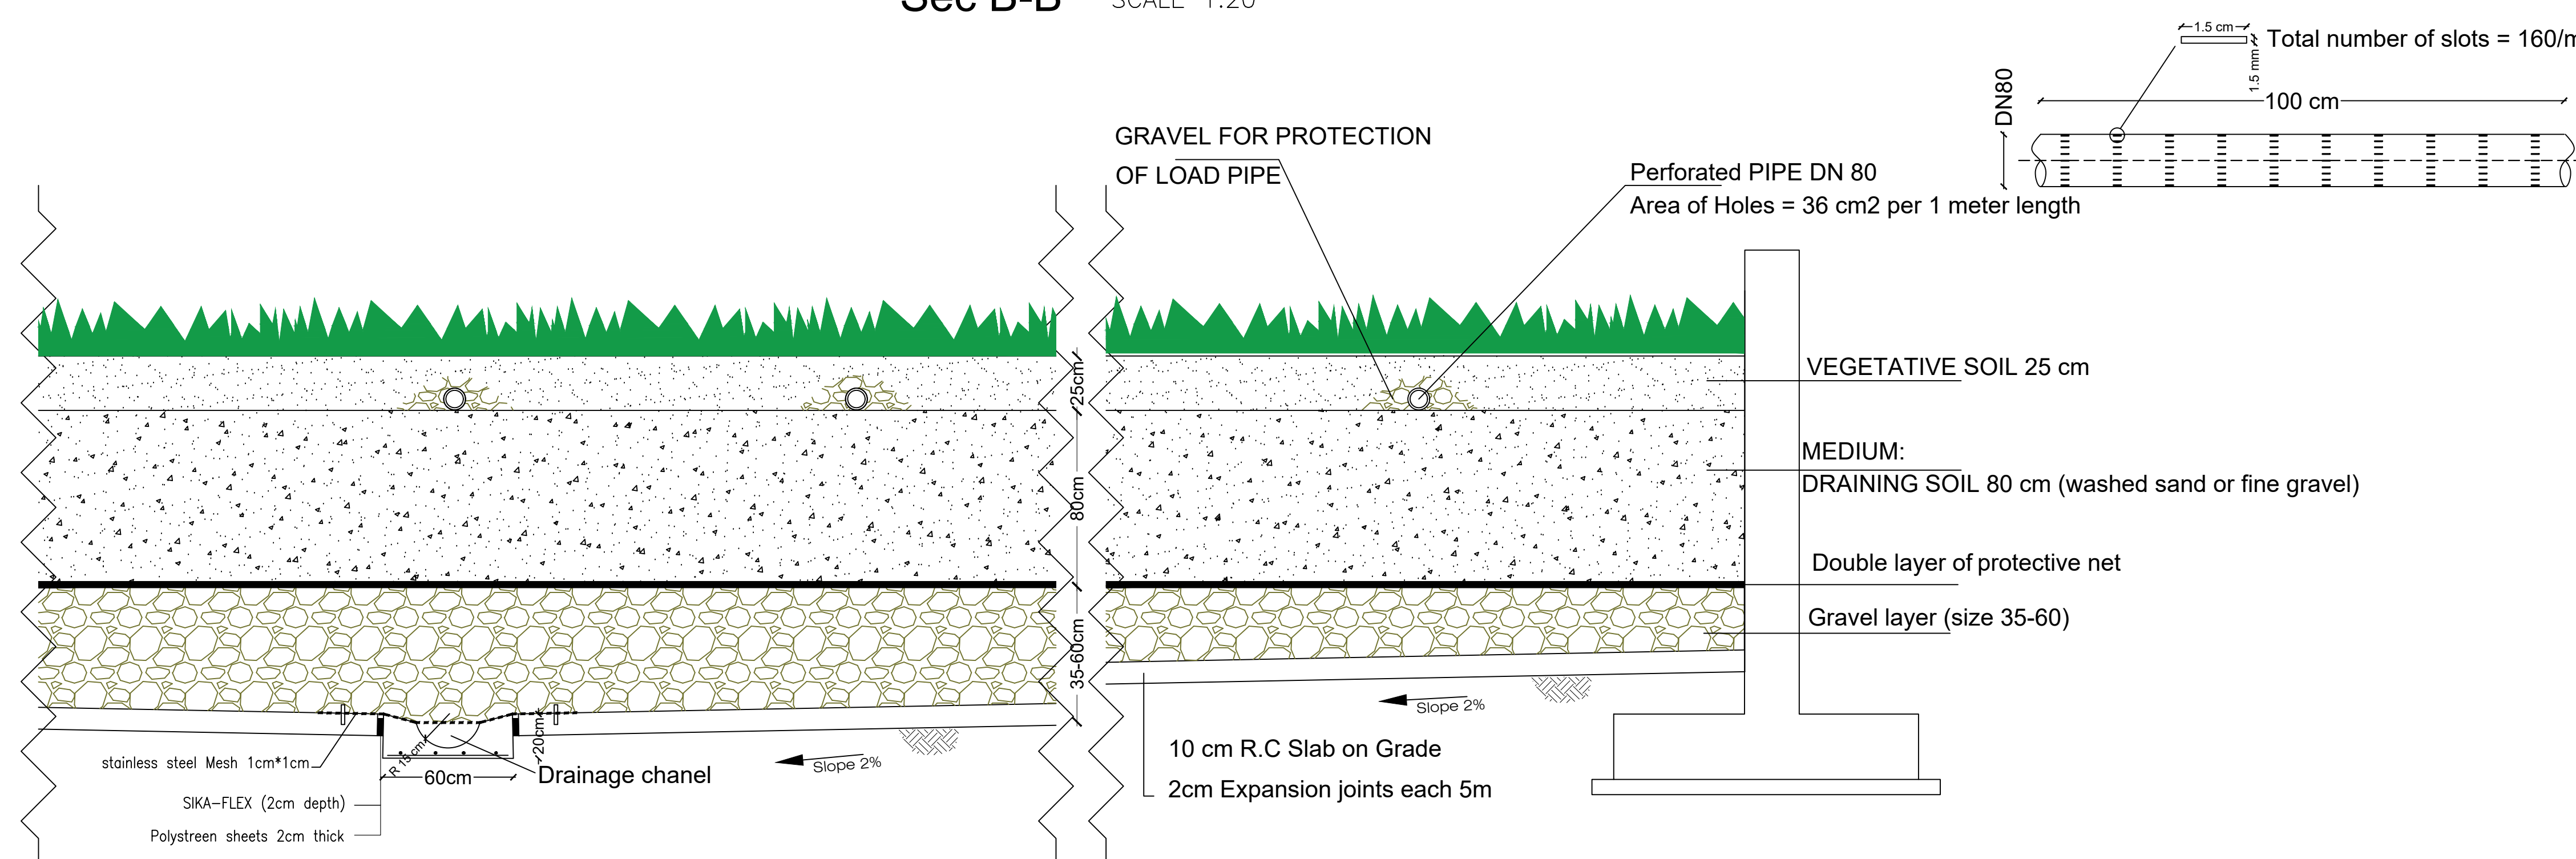 Sec B-B SCALE 1:20
1.5 cm
Total number of slots = 160/m
1.5 mm
DN80
100 cm
GRAVEL FOR PROTECTION
OF LOAD PIPE
Perforated PIPE DN 80
Area of Holes = 36 cm2 per 1 meter length
25cm
VEGETATIVE SOIL 25 cm
80cm
MEDIUM:
DRAINING SOIL 80 cm (washed sand or fine gravel)
Double layer of protective net
35-60cm
Gravel layer (size 35-60)
Slope 2%
20cm
R 15 cm
stainless steel Mesh 1cm*1cm
60cm
Drainage chanel
Slope 2%
SIKA-FLEX (2cm depth)
Polystreen sheets 2cm thick
10 cm R.C Slab on Grade
2cm Expansion joints each 5m